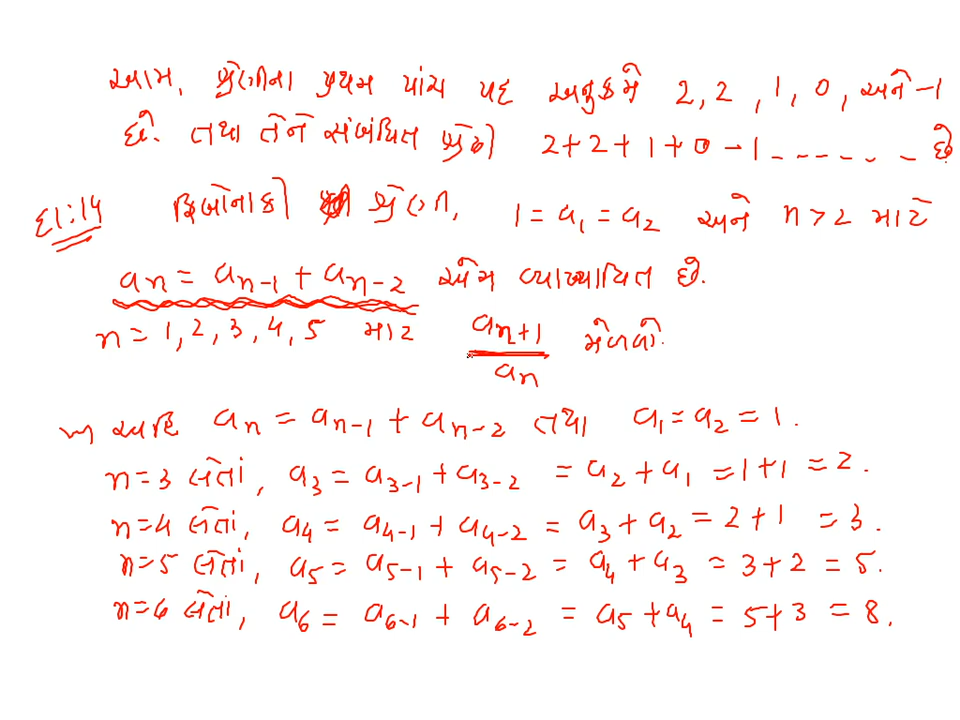 આમ, શ્રેણીના પ્રથમ પાંચ પદ અનુક્રમે 2, 2, 1, 0, અને -1
છે. તથા તેને સંબંધિત શ્રેઢી 2+2+1+0-1------ છે
દા:14 ફિબોનાકી શ્રેણી, 1 = a₁ = a₂ અને n>2 માટે
aₙ = aₙ₋₁ + aₙ₋₂ એમ વ્યાખ્યાયિત છે.
n = 1, 2, 3, 4, 5 માટે aₙ₊₁/aₙ મેળવો.
અહિ aₙ = aₙ₋₁ + aₙ₋₂ તથા a₁ = a₂ = 1.
n=3 લેતાં, a₃ = a₃₋₁ + a₃₋₂ = a₂ + a₁ = 1+1 = 2.
n=4 લેતાં, a₄ = a₄₋₁ + a₄₋₂ = a₃ + a₂ = 2+1 = 3.
n=5 લેતાં, a₅ = a₅₋₁ + a₅₋₂ = a₄ + a₃ = 3+2 = 5.
n=6 લેતાં, a₆ = a₆₋₁ + a₆₋₂ = a₅ + a₄ = 5+3 = 8.